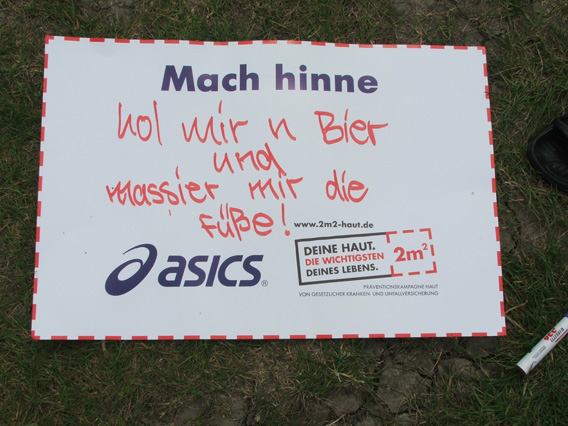 Mach hinne
hol mir n Bier
und
massier mir die
füße!
www.2m2-haut.de
DEINE HAUT.
DIE WICHTIGSTEN
DEINES LEBENS.
2m²
PRÄVENTIONSKAMPAGNE HAUT
VON GESETZLICHER KRANKEN- UND UNFALLVERSICHERUNG
asics®